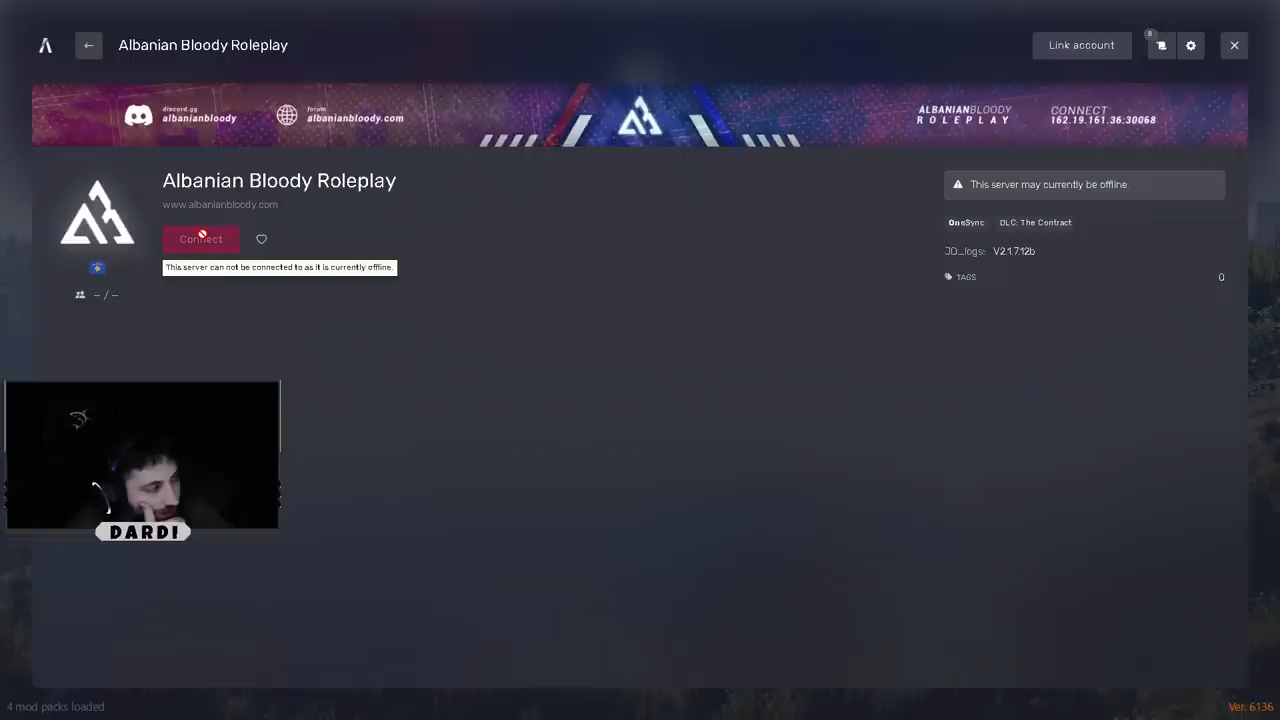 Albanian Bloody Roleplay
Link account
8
discord.gg
albanianbloody
forum
albanianbloody.com
ALBANIANBLOODY
ROLEPLAY
CONNECT
162.19.161.36:30068
Albanian Bloody Roleplay
www.albanianbloody.com
Connect
This server can not be connected to as it is currently offline.
– / –
This server may currently be offline.
OneSync
DLC: The Contract
JD_logs: V2.1.7.12b
TAGS
0
DARDI
4 mod packs loaded
Ver. 6136